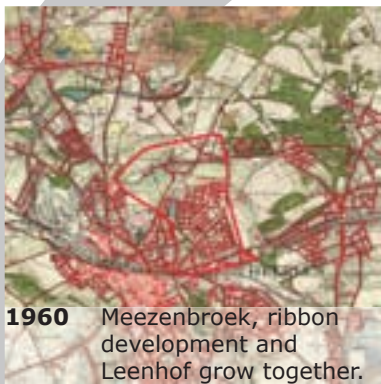 1960 Meezenbroek, ribbon
development and
Leenhof grow together.